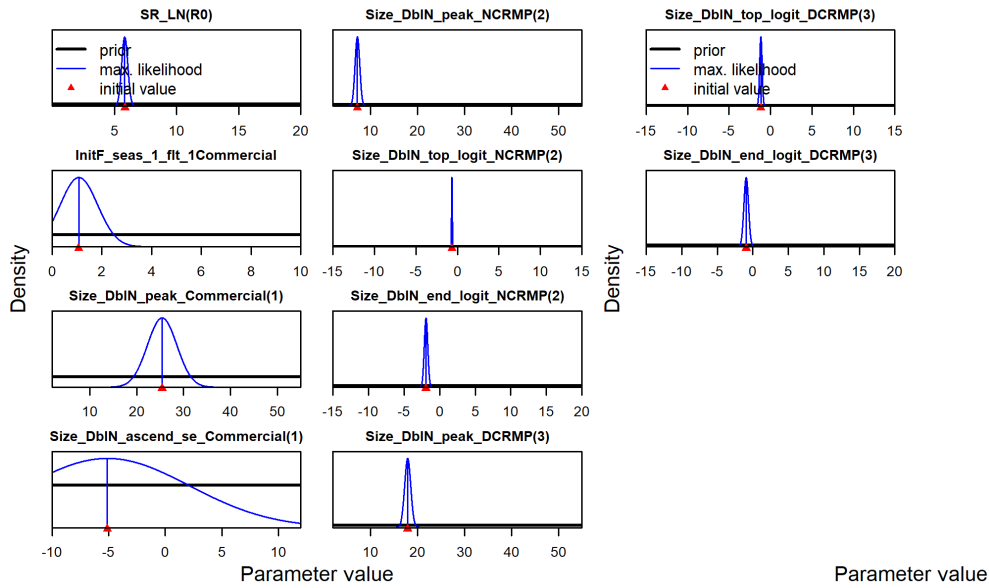 SR_LN(R0)
prior
max. likelihood
initial value
5 10 15 20
InitF_seas_1_flt_1Commercial
0 2 4 6 8 10
Size_DblN_peak_Commercial(1)
10 20 30 40 50
Size_DblN_ascend_se_Commercial(1)
-10 -5 0 5 10
Size_DblN_peak_NCRMP(2)
10 20 30 40 50
Size_DblN_top_logit_NCRMP(2)
-15 -10 -5 0 5 10 15
Size_DblN_end_logit_NCRMP(2)
-15 -10 -5 0 5 10 15 20
Size_DblN_peak_DCRMP(3)
10 20 30 40 50
Density
Parameter value
Size_DblN_top_logit_DCRMP(3)
prior
max. likelihood
initial value
-15 -10 -5 0 5 10 15
Size_DblN_end_logit_DCRMP(3)
-15 -10 -5 0 5 10 15 20
Density
Parameter value